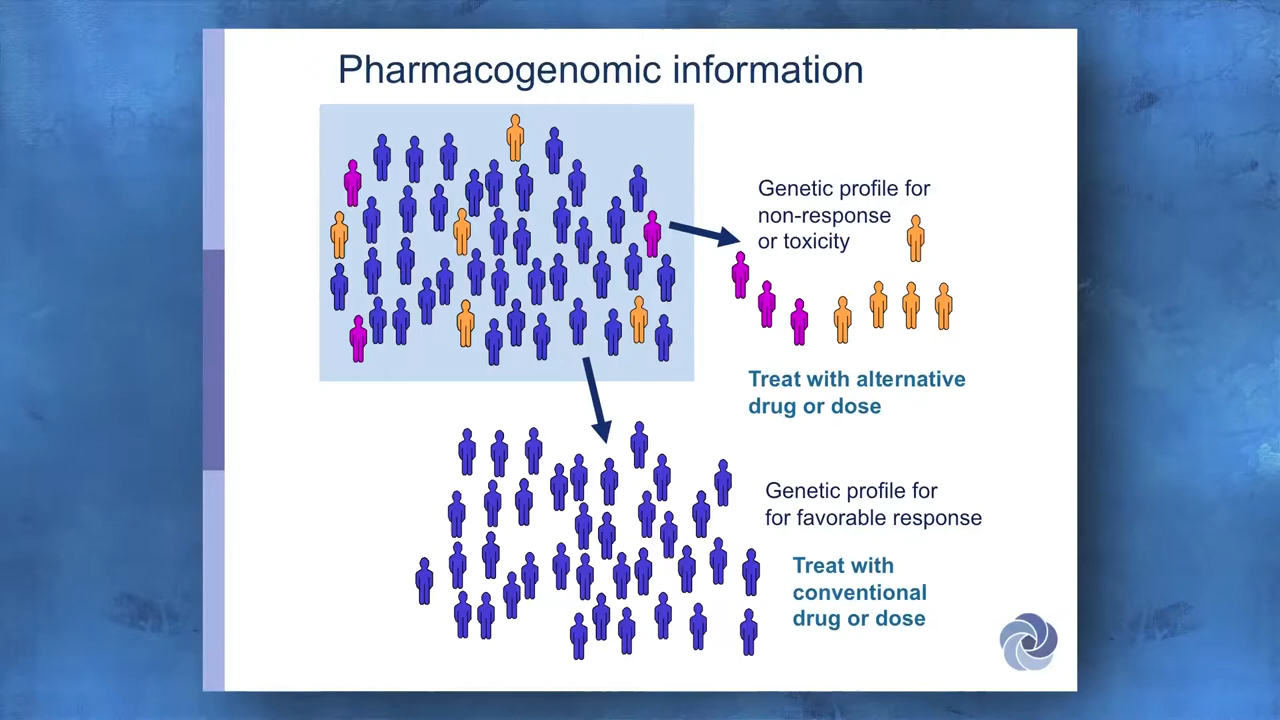 Pharmacogenomic information
Genetic profile for
non-response
or toxicity
Treat with alternative
drug or dose
Genetic profile for
for favorable response
Treat with
conventional
drug or dose